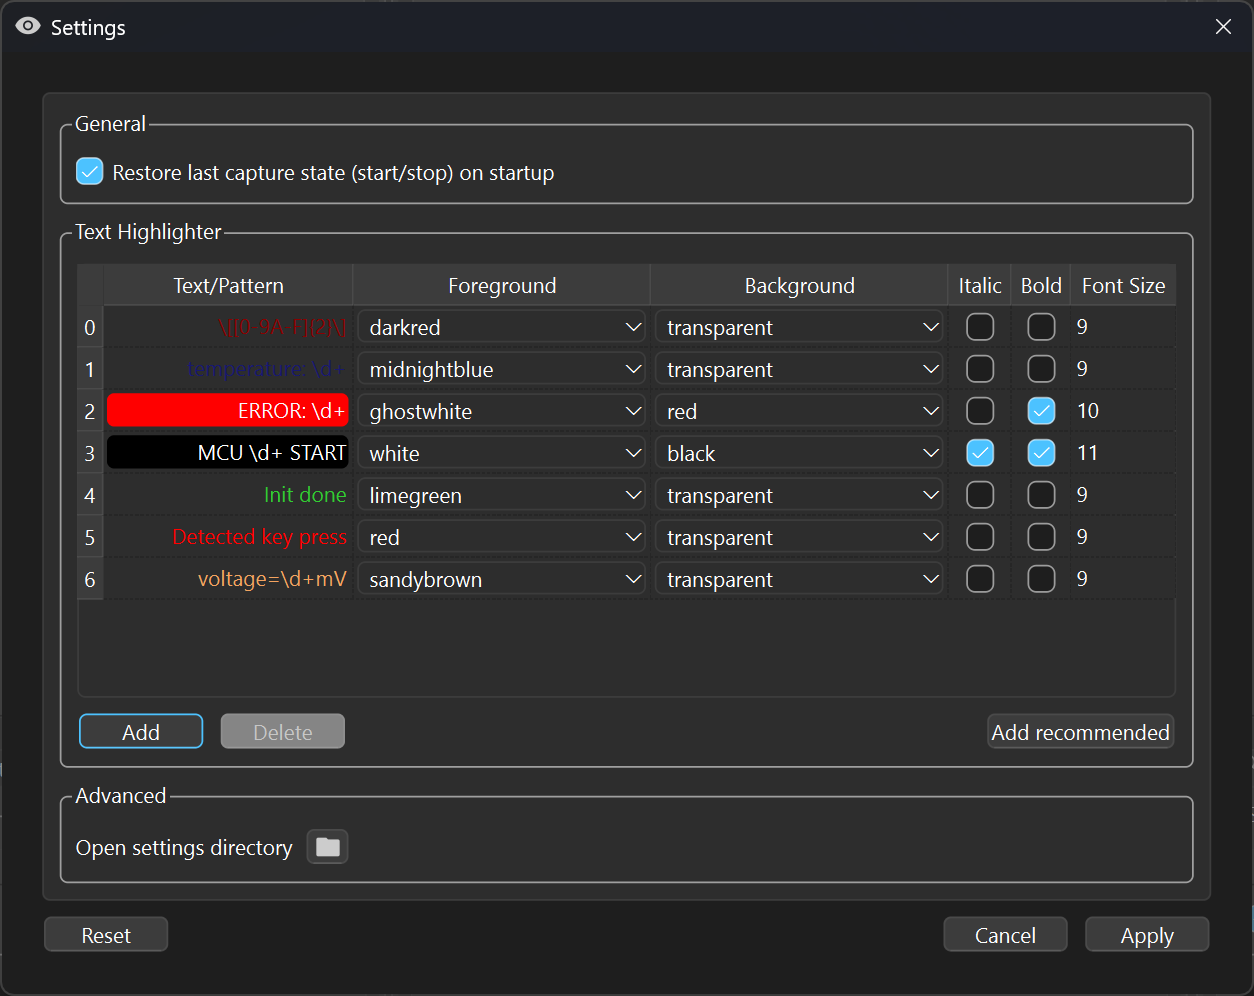 Settings
General
Restore last capture state (start/stop) on startup
Text Highlighter
Text/Pattern Foreground Background Italic Bold Font Size
0 darkred transparent 9
1 temperature: \d+ midnightblue transparent 9
2 ERROR: \d+ ghostwhite red 10
3 MCU \d+ START white black 11
4 Init done limegreen transparent 9
5 Detected key press red transparent 9
6 voltage=\d+mV sandybrown transparent 9
Add Delete Add recommended
Advanced
Open settings directory
Reset Cancel Apply